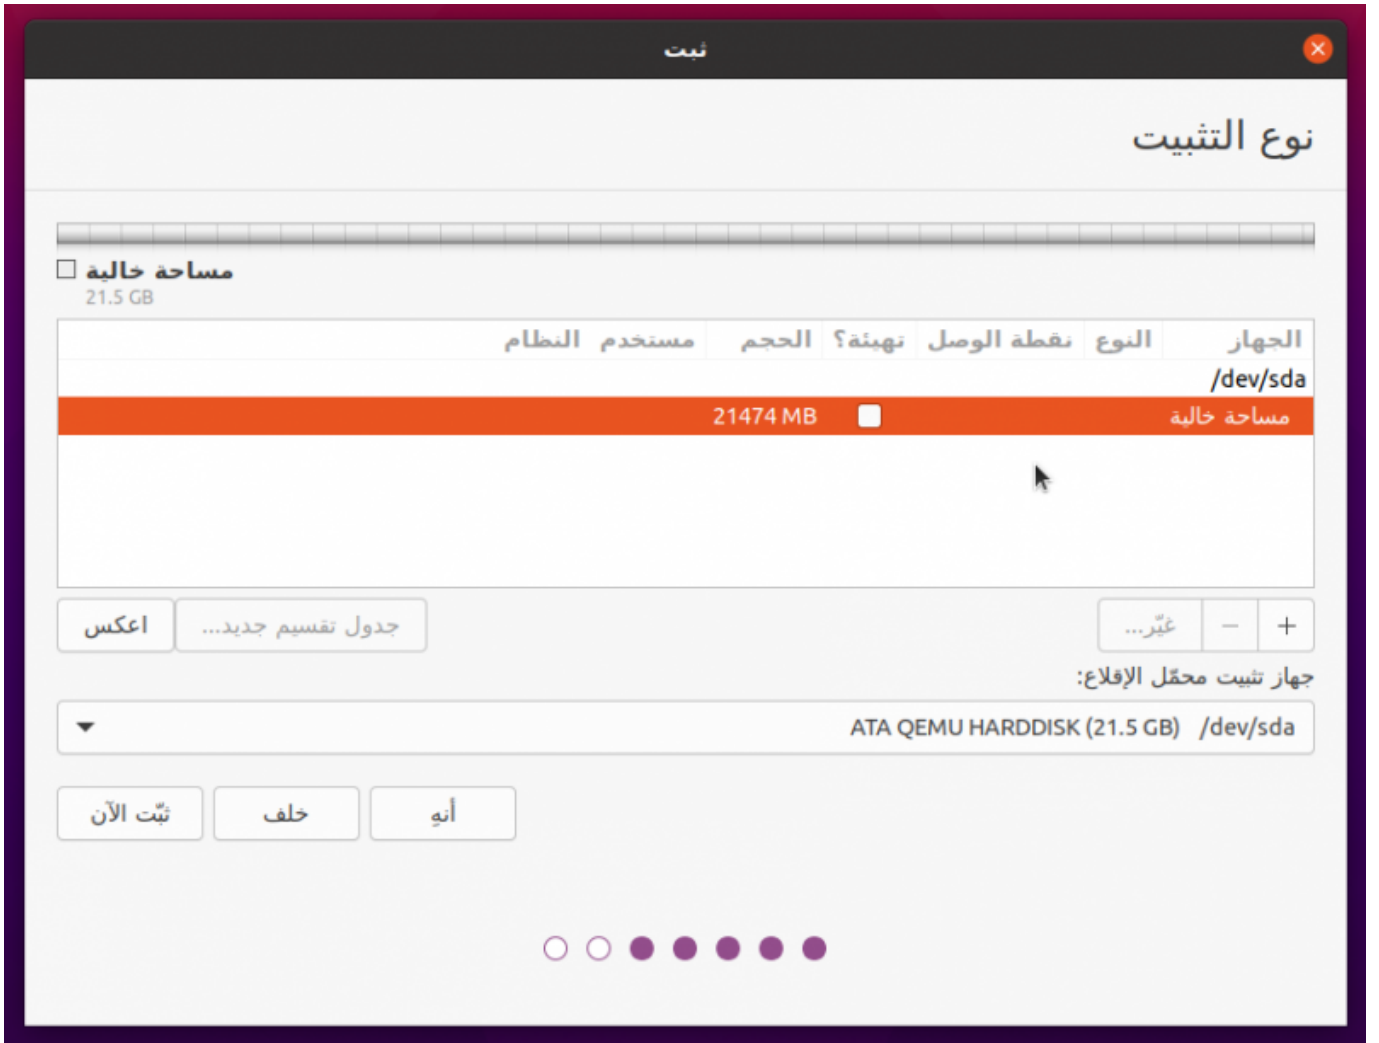 ثبت
نوع التثبيت
مساحة خالية
21.5 GB
الجهاز النوع نقطة الوصل تهيئة؟ الحجم مستخدم النظام
/dev/sda
مساحة خالية 21474 MB
+ − غيّر... جدول تقسيم جديد... اعكس
جهاز تثبيت محمّل الإقلاع:
/dev/sda ATA QEMU HARDDISK (21.5 GB)
أنهِ خلف ثبّت الآن